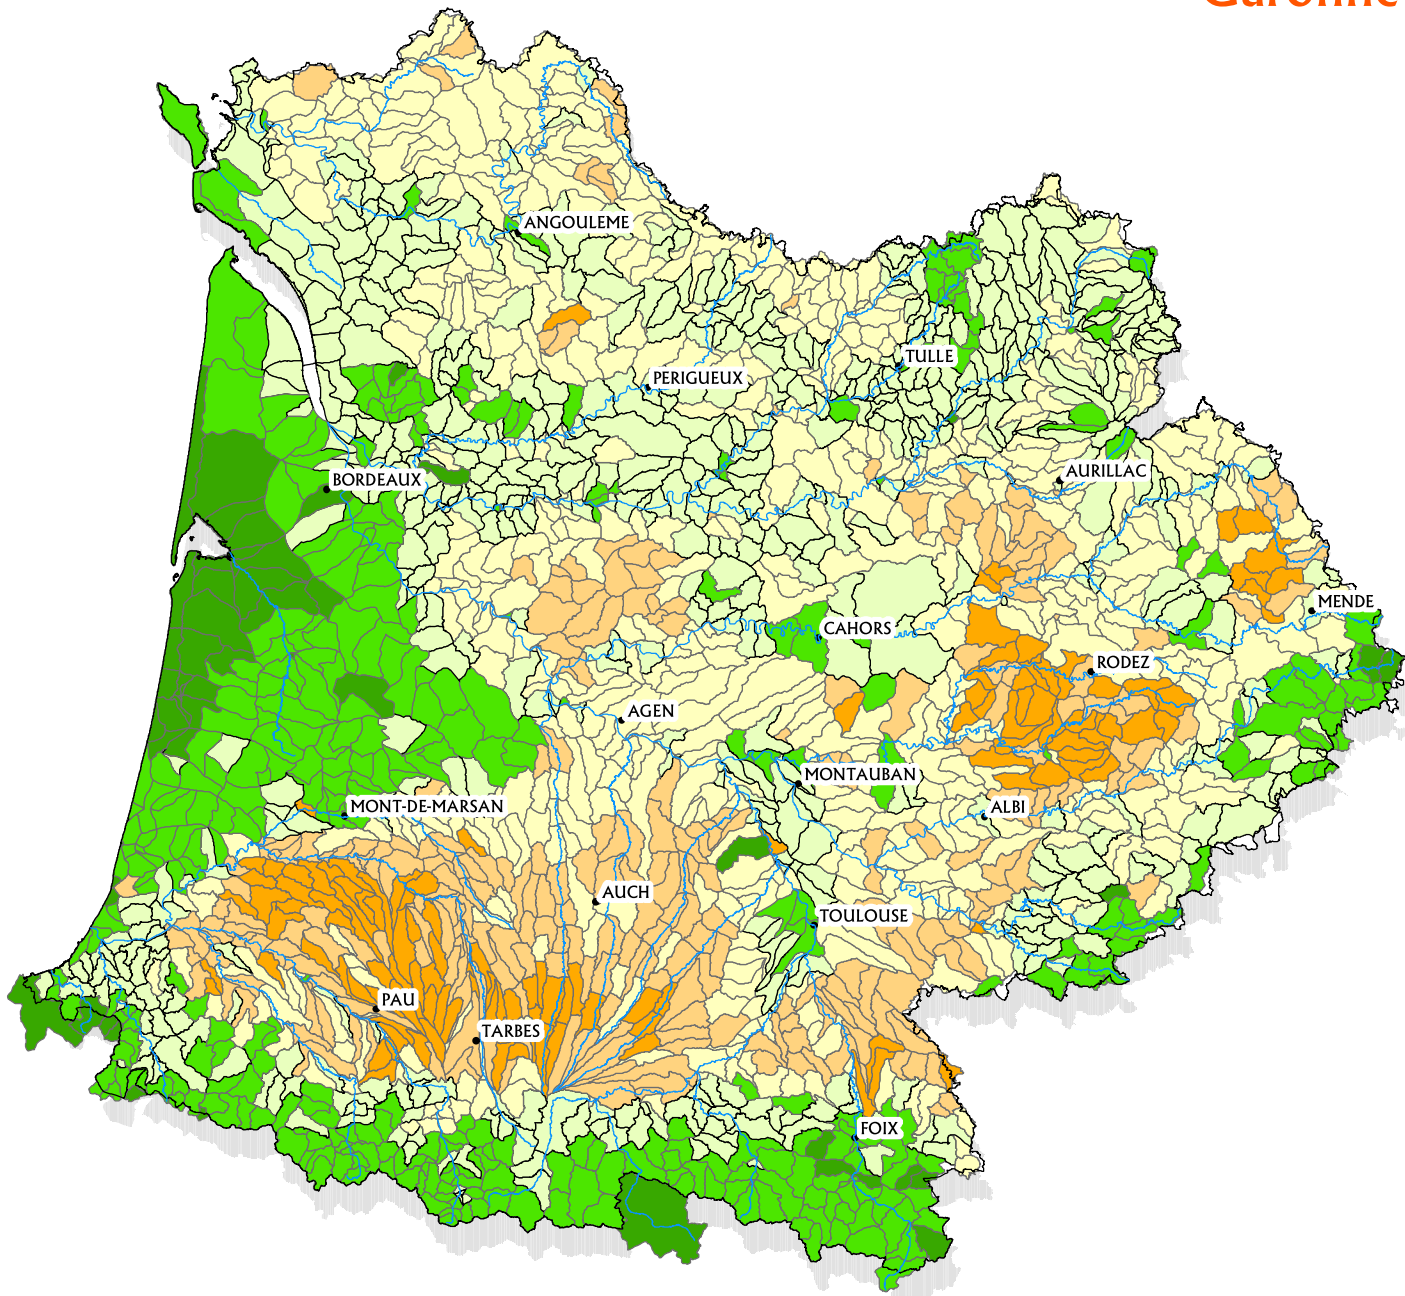 Garonne
ANGOULEME
TULLE
PERIGUEUX
AURILLAC
BORDEAUX
MENDE
CAHORS
RODEZ
AGEN
MONTAUBAN
MONT-DE-MARSAN
ALBI
AUCH
TOULOUSE
PAU
TARBES
FOIX